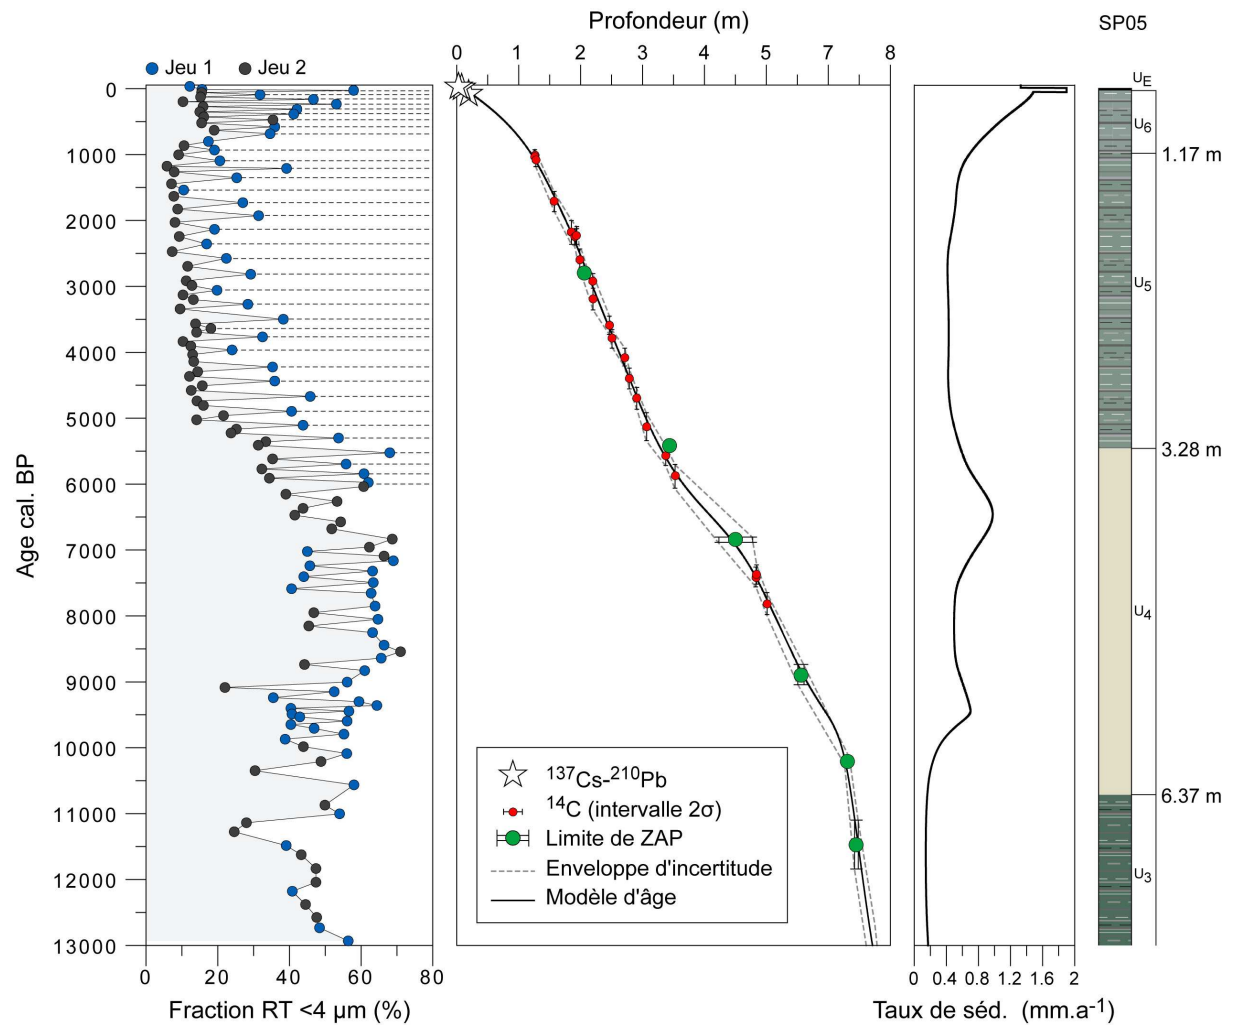 Profondeur (m)
SP05
0 1 2 3 4 5 6 7 8
Jeu 1 Jeu 2
Age cal. BP
0
1000
2000
3000
4000
5000
6000
7000
8000
9000
10000
11000
12000
13000
UE
U6
1.17 m
U5
3.28 m
U4
6.37 m
U3
137Cs-210Pb
14C (intervalle 2σ)
Limite de ZAP
Enveloppe d'incertitude
Modèle d'âge
0 20 40 60 80
0 0.4 0.8 1.2 1.6 2
Fraction RT <4 µm (%)
Taux de séd. (mm.a-1)